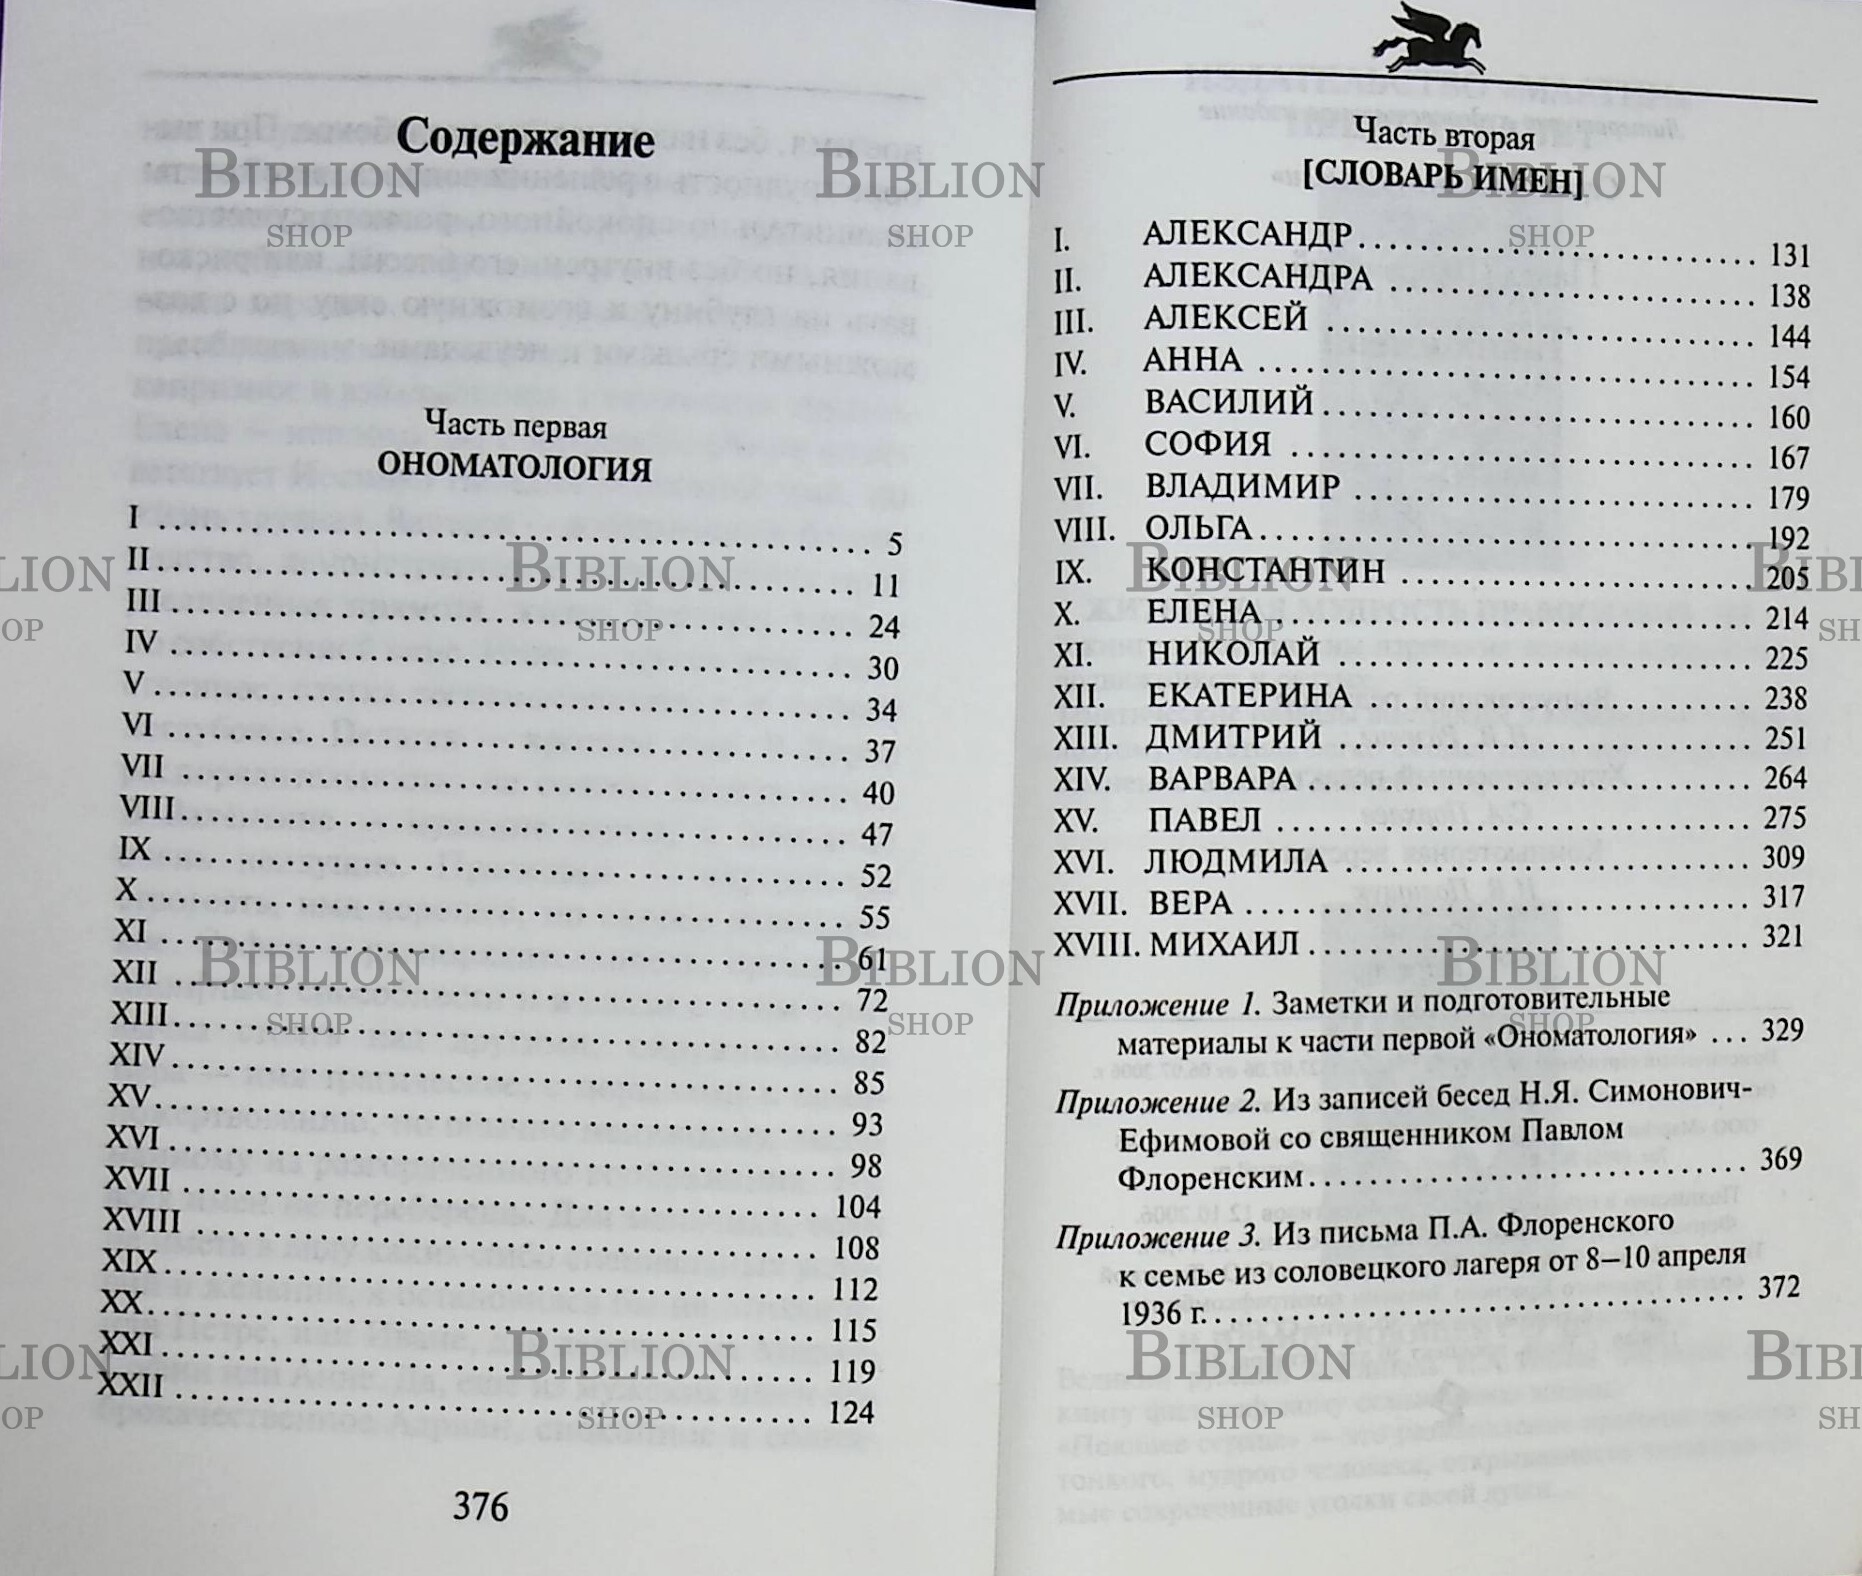 Содержание
Часть первая
ОНОМАТОЛОГИЯ
I ........ 5
II ........ 11
III ........ 24
IV ........ 30
V ........ 34
VI ........ 37
VII ........ 40
VIII ........ 47
IX ........ 52
X ........ 55
XI ........ 61
XII ........ 72
XIII ........ 82
XIV ........ 85
XV ........ 93
XVI ........ 98
XVII ........ 104
XVIII ........ 108
XIX ........ 112
XX ........ 115
XXI ........ 119
XXII ........ 124
376
Часть вторая
[СЛОВАРЬ ИМЕН]
I. АЛЕКСАНДР ........ 131
II. АЛЕКСАНДРА ........ 138
III. АЛЕКСЕЙ ........ 144
IV. АННА ........ 154
V. ВАСИЛИЙ ........ 160
VI. СОФИЯ ........ 167
VII. ВЛАДИМИР ........ 179
VIII. ОЛЬГА ........ 192
IX. КОНСТАНТИН ........ 205
X. ЕЛЕНА ........ 214
XI. НИКОЛАЙ ........ 225
XII. ЕКАТЕРИНА ........ 238
XIII. ДМИТРИЙ ........ 251
XIV. ВАРВАРА ........ 264
XV. ПАВЕЛ ........ 275
XVI. ЛЮДМИЛА ........ 309
XVII. ВЕРА ........ 317
XVIII. МИХАИЛ ........ 321
Приложение 1. Заметки и подготовительные
материалы к части первой «Ономатология» ... 329
Приложение 2. Из записей бесед Н.Я. Симонович-
Ефимовой со священником Павлом
Флоренским ........ 369
Приложение 3. Из письма П.А. Флоренского
к семье из соловецкого лагеря от 8–10 апреля
1936 г. ........ 372
BIBLION
SHOP